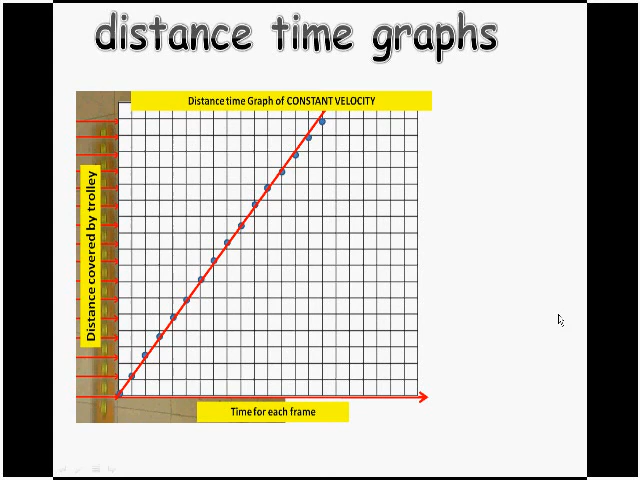 distance time graphs
Distance time Graph of CONSTANT VELOCITY
Distance covered by trolley
Time for each frame